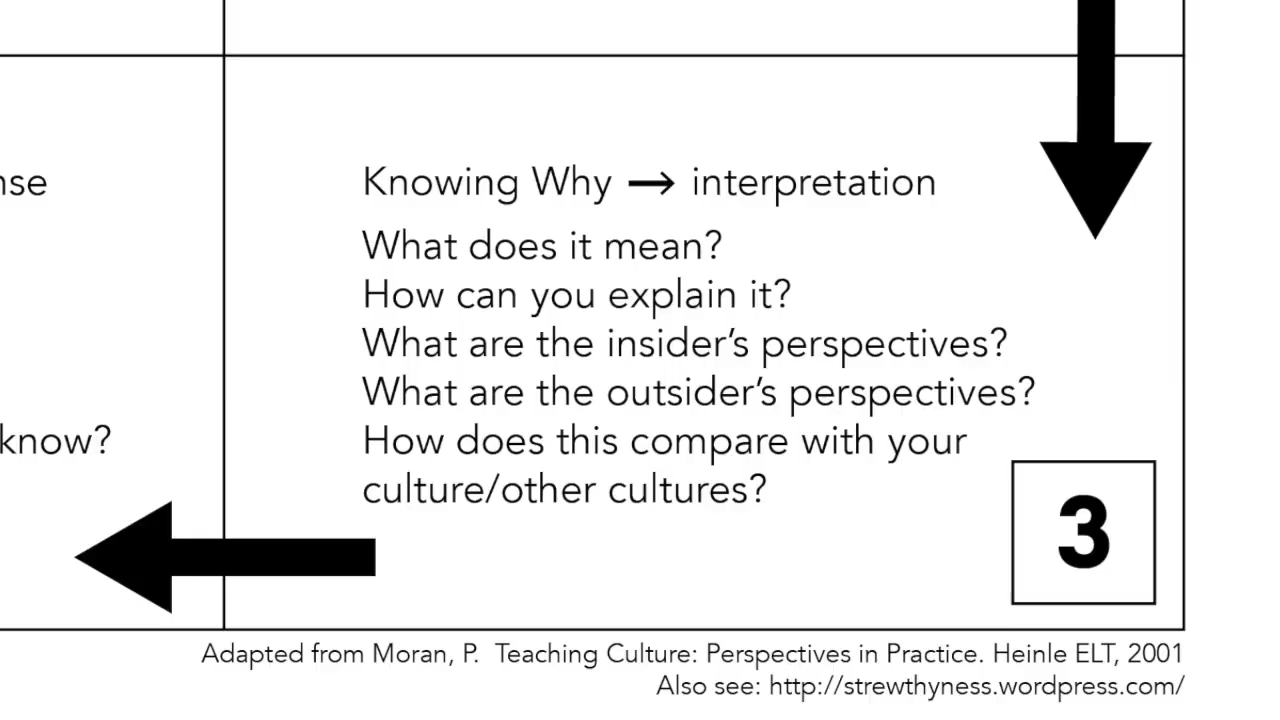 nse
Knowing Why → interpretation
What does it mean?
How can you explain it?
What are the insider’s perspectives?
What are the outsider’s perspectives?
know?
How does this compare with your
culture/other cultures?
3
Adapted from Moran, P.  Teaching Culture: Perspectives in Practice. Heinle ELT, 2001
Also see: http://strewthyness.wordpress.com/